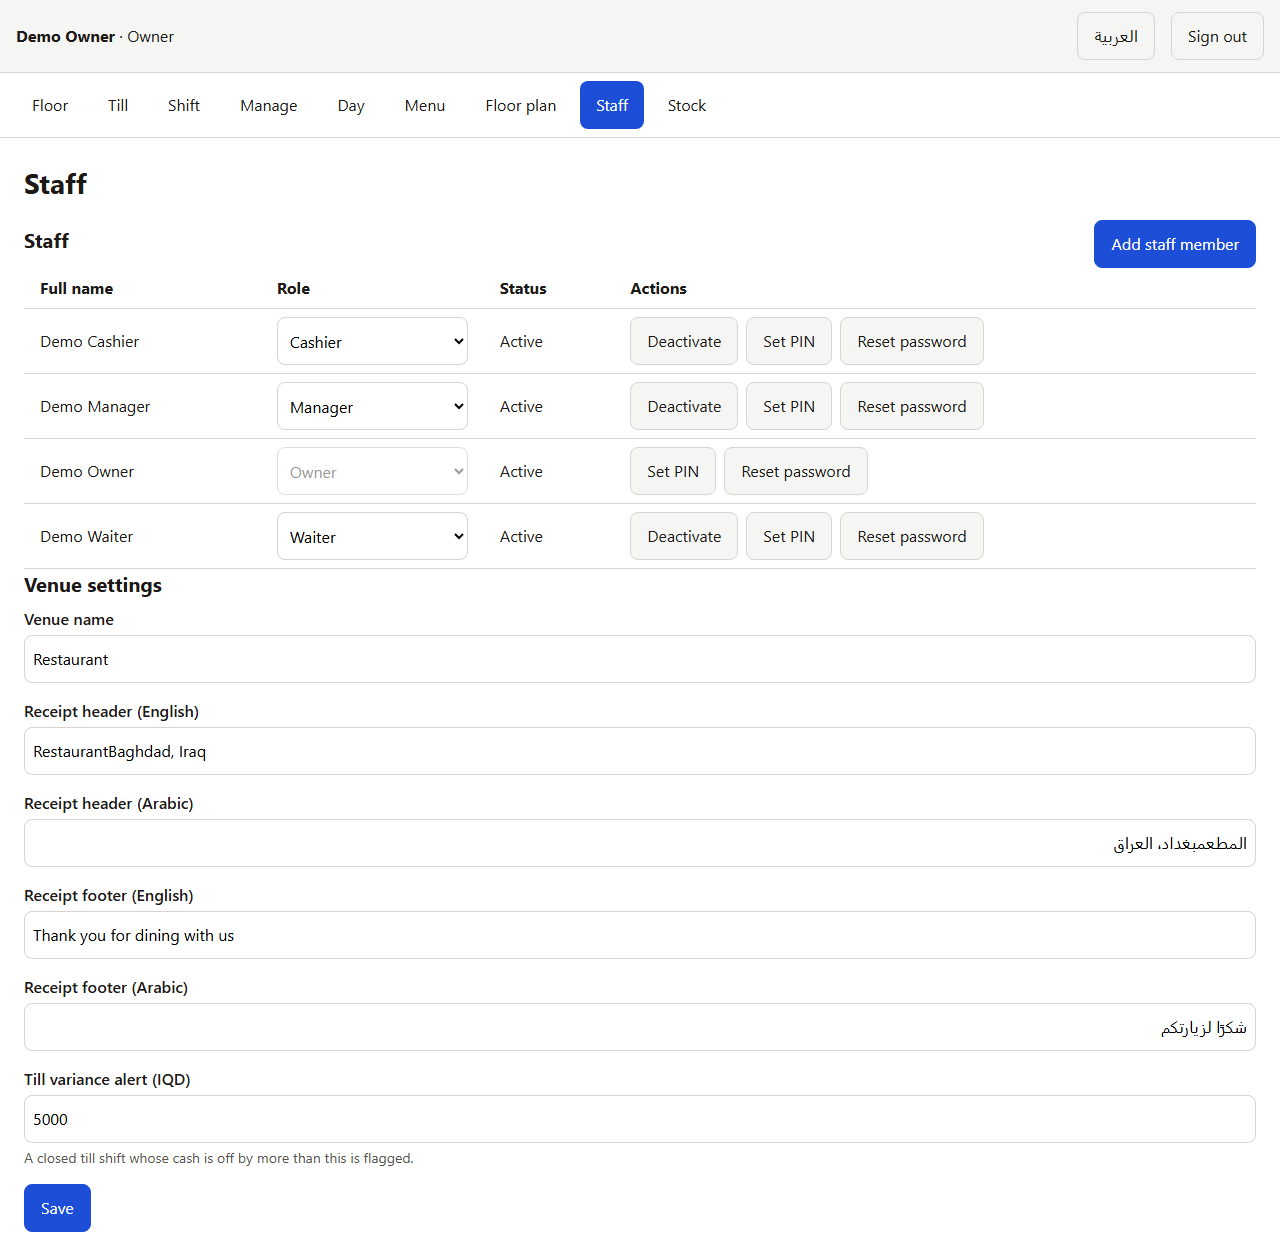 Demo Owner · Owner
العربية
Sign out
Floor
Till
Shift
Manage
Day
Menu
Floor plan
Staff
Stock
Staff
Staff
Add staff member
Full name Role Status Actions
Demo Cashier Cashier Active Deactivate Set PIN Reset password
Demo Manager Manager Active Deactivate Set PIN Reset password
Demo Owner Owner Active Set PIN Reset password
Demo Waiter Waiter Active Deactivate Set PIN Reset password
Venue settings
Venue name
Restaurant
Receipt header (English)
RestaurantBaghdad, Iraq
Receipt header (Arabic)
المطعمبغداد، العراق
Receipt footer (English)
Thank you for dining with us
Receipt footer (Arabic)
شكرًا لزيارتكم
Till variance alert (IQD)
5000
A closed till shift whose cash is off by more than this is flagged.
Save